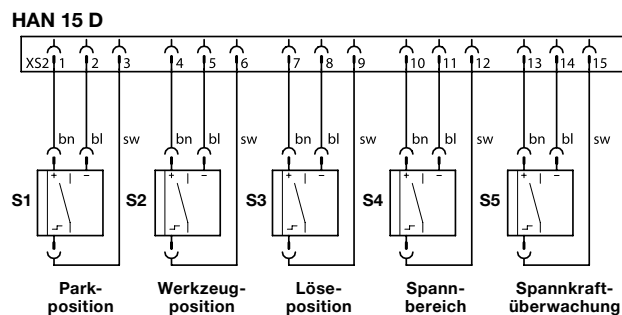 HAN 15 D
XS2 1 2 3 4 5 6 7 8 9 10 11 12 13 14 15
bn bl sw bn bl sw bn bl sw bn bl sw bn bl sw
+ − + − + − + − + −
S1 S2 S3 S4 S5
Park- Werkzeug- Löse- Spann- Spannkraft-
position position position bereich überwachung